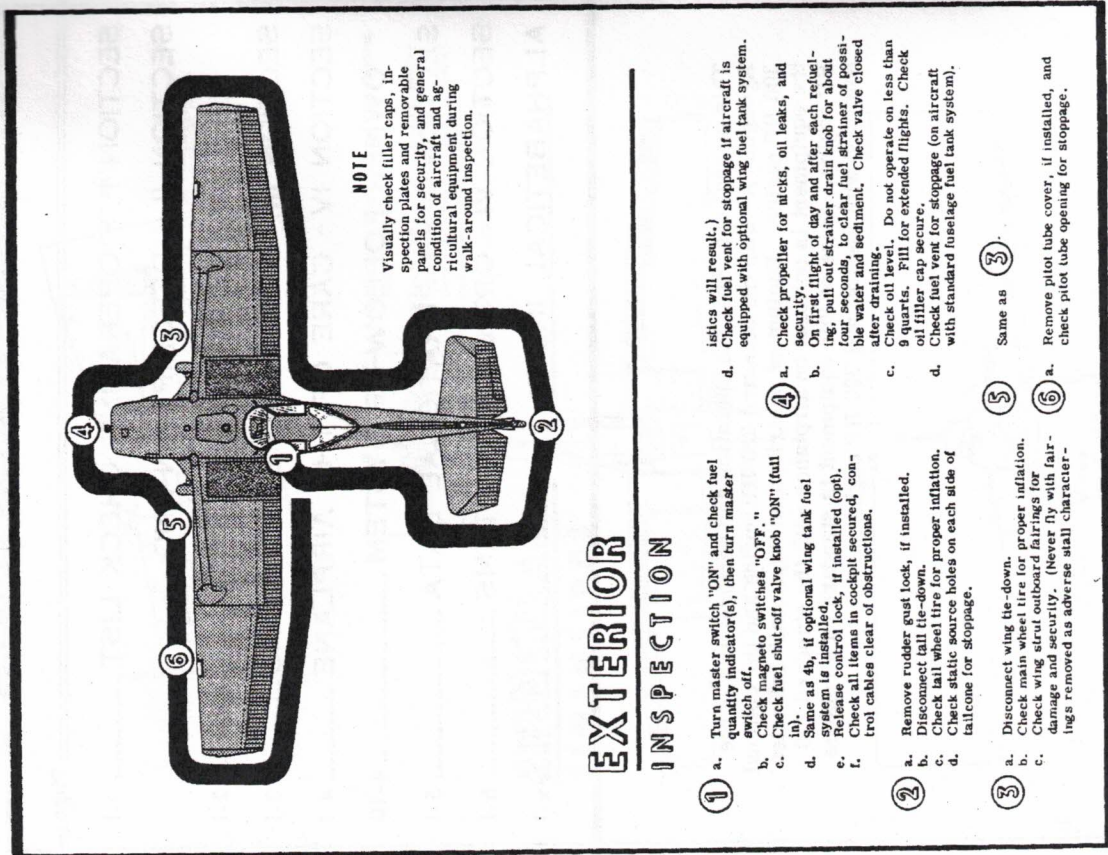 4
3
5
6
1
2
NOTE
Visually check filler caps, in-
spection plates and removable
panels for security, and general
condition of aircraft and ag-
ricultural equipment during
walk-around inspection.
EXTERIOR
INSPECTION
1 a. Turn master switch "ON" and check fuel
quantity indicator(s), then turn master
switch off.
b. Check magneto switches "OFF."
c. Check fuel shut-off valve knob "ON" (full
in).
d. Same as 4b, if optional wing tank fuel
system is installed.
e. Release control lock, if installed (opt).
f. Check all items in cockpit secured, con-
trol cables clear of obstructions.
2 a. Remove rudder gust lock, if installed.
b. Disconnect tail tie-down.
c. Check tail wheel tire for proper inflation.
d. Check static source holes on each side of
tailcone for stoppage.
3 a. Disconnect wing tie-down.
b. Check main wheel tire for proper inflation.
c. Check wing strut outboard fairings for
damage and security. (Never fly with fair-
ings removed as adverse stall character-
istics will result.)
d. Check fuel vent for stoppage if aircraft is
equipped with optional wing fuel tank system.
4 a. Check propeller for nicks, oil leaks, and
security.
b. On first flight of day and after each refuel-
ing, pull out strainer drain knob for about
four seconds, to clear fuel strainer of possi-
ble water and sediment. Check valve closed
after draining.
c. Check oil level. Do not operate on less than
9 quarts. Fill for extended flights. Check
oil filler cap secure.
d. Check fuel vent for stoppage (on aircraft
with standard fuselage fuel tank system).
5 Same as 3.
6 a. Remove pitot tube cover, if installed, and
check pitot tube opening for stoppage.